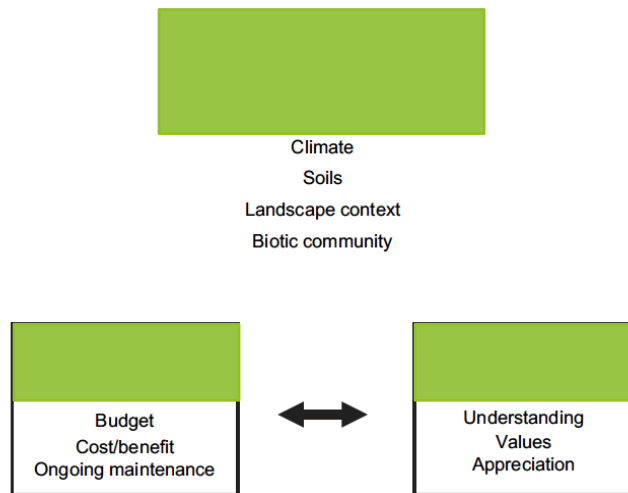 Climate
Soils
Landscape context
Biotic community
Budget
Cost/benefit
Ongoing maintenance
Understanding
Values
Appreciation